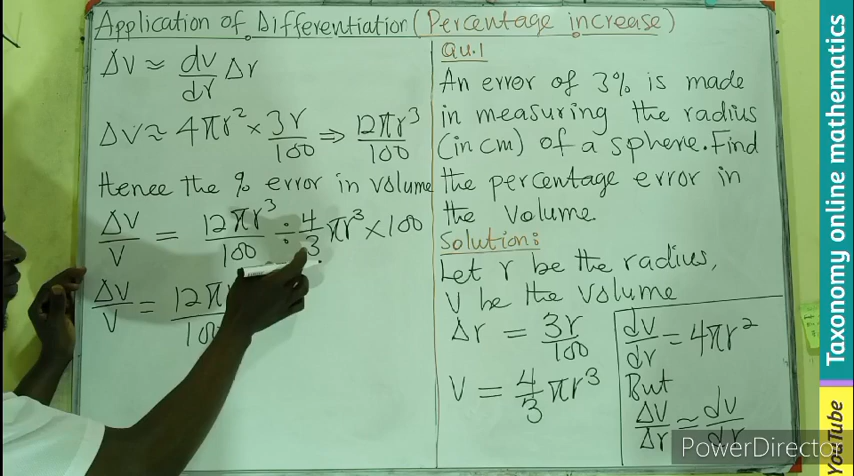 Application of Differentiation (Percentage increase)
ΔV ≈ dv/dr Δr
ΔV ≈ 4πr² × 3r/100 ⇒ 12πr³/100
Hence the % error in volume
ΔV/V = 12πr³/100 ÷ 4/3 πr³ × 100
ΔV/V = 12π
Qu.1
An error of 3% is made
in measuring the radius
(in cm) of a sphere. Find
the percentage error in
the volume.
Solution:
Let r be the radius,
V be the volume
Δr = 3r/100
V = 4/3 πr³
dv/dr = 4πr²
But
ΔV/Δr ≈ dv/dr
PowerDirector
Taxonomy online mathematics
YouTube